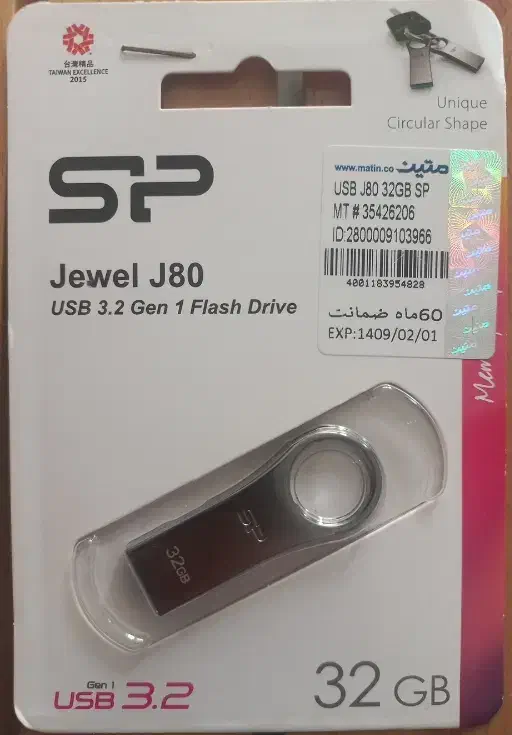 台灣精品
TAIWAN EXCELLENCE
2015
Unique
Circular Shape
SP
www.matin.co متین
USB J80 32GB SP
MT # 35426206
ID:2800009103966
4001183954828
60ماه ضمانت
EXP:1409/02/01
Jewel J80
USB 3.2 Gen 1 Flash Drive
SP
32GB
Gen 1
USB 3.2
32 GB